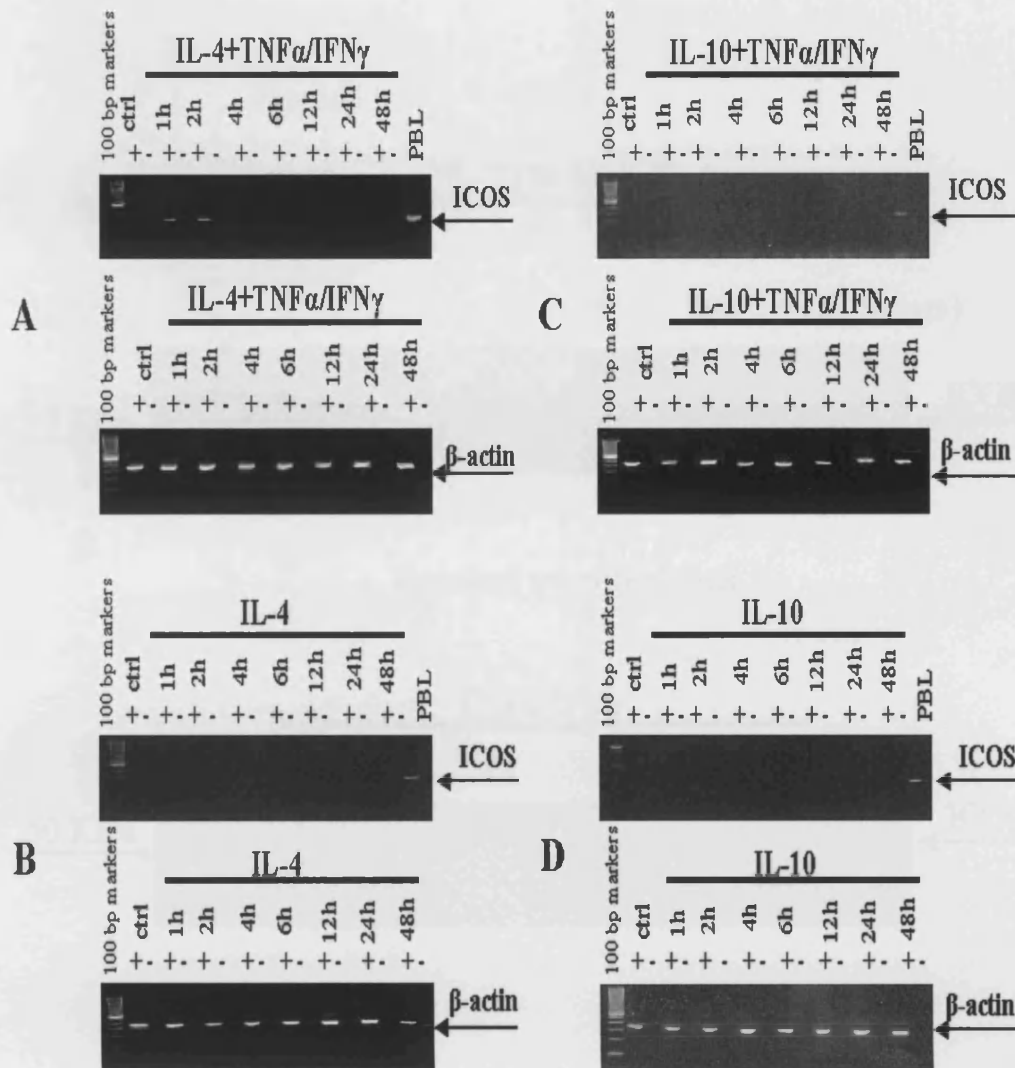 IL-4+TNFα/IFNγ
100 bp markers
+ ctrl
-
+ 1h
-
+ 2h
-
+ 4h
-
+ 6h
-
+ 12h
-
+ 24h
-
+ 48h
-
PBL
ICOS
A
IL-4+TNFα/IFNγ
100 bp markers
+ ctrl
-
+ 1h
-
+ 2h
-
+ 4h
-
+ 6h
-
+ 12h
-
+ 24h
-
+ 48h
-
β-actin
IL-10+TNFα/IFNγ
100 bp markers
+ ctrl
-
+ 1h
-
+ 2h
-
+ 4h
-
+ 6h
-
+ 12h
-
+ 24h
-
+ 48h
-
PBL
ICOS
C
IL-10+TNFα/IFNγ
100 bp markers
+ ctrl
-
+ 1h
-
+ 2h
-
+ 4h
-
+ 6h
-
+ 12h
-
+ 24h
-
+ 48h
-
β-actin
IL-4
100 bp markers
+ ctrl
-
+ 1h
-
+ 2h
-
+ 4h
-
+ 6h
-
+ 12h
-
+ 24h
-
+ 48h
-
PBL
ICOS
B
IL-4
100 bp markers
+ ctrl
-
+ 1h
-
+ 2h
-
+ 4h
-
+ 6h
-
+ 12h
-
+ 24h
-
+ 48h
-
β-actin
IL-10
100 bp markers
+ ctrl
-
+ 1h
-
+ 2h
-
+ 4h
-
+ 6h
-
+ 12h
-
+ 24h
-
+ 48h
-
PBL
ICOS
D
IL-10
100 bp markers
+ ctrl
-
+ 1h
-
+ 2h
-
+ 4h
-
+ 6h
-
+ 12h
-
+ 24h
-
+ 48h
-
β-actin